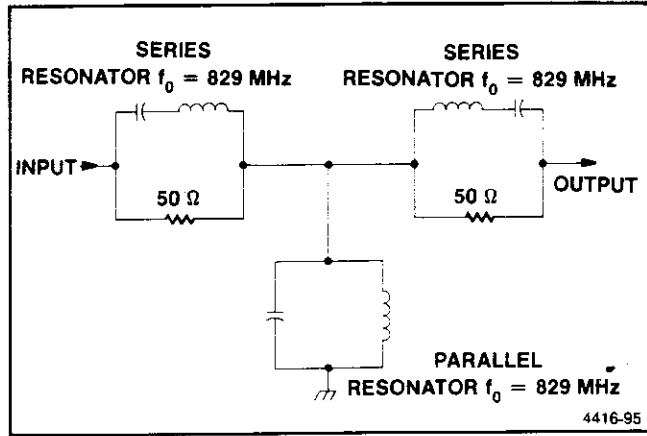 SERIES
RESONATOR f0 = 829 MHz
SERIES
RESONATOR f0 = 829 MHz
INPUT
50 Ω
50 Ω
OUTPUT
PARALLEL
RESONATOR f0 = 829 MHz
4416-95